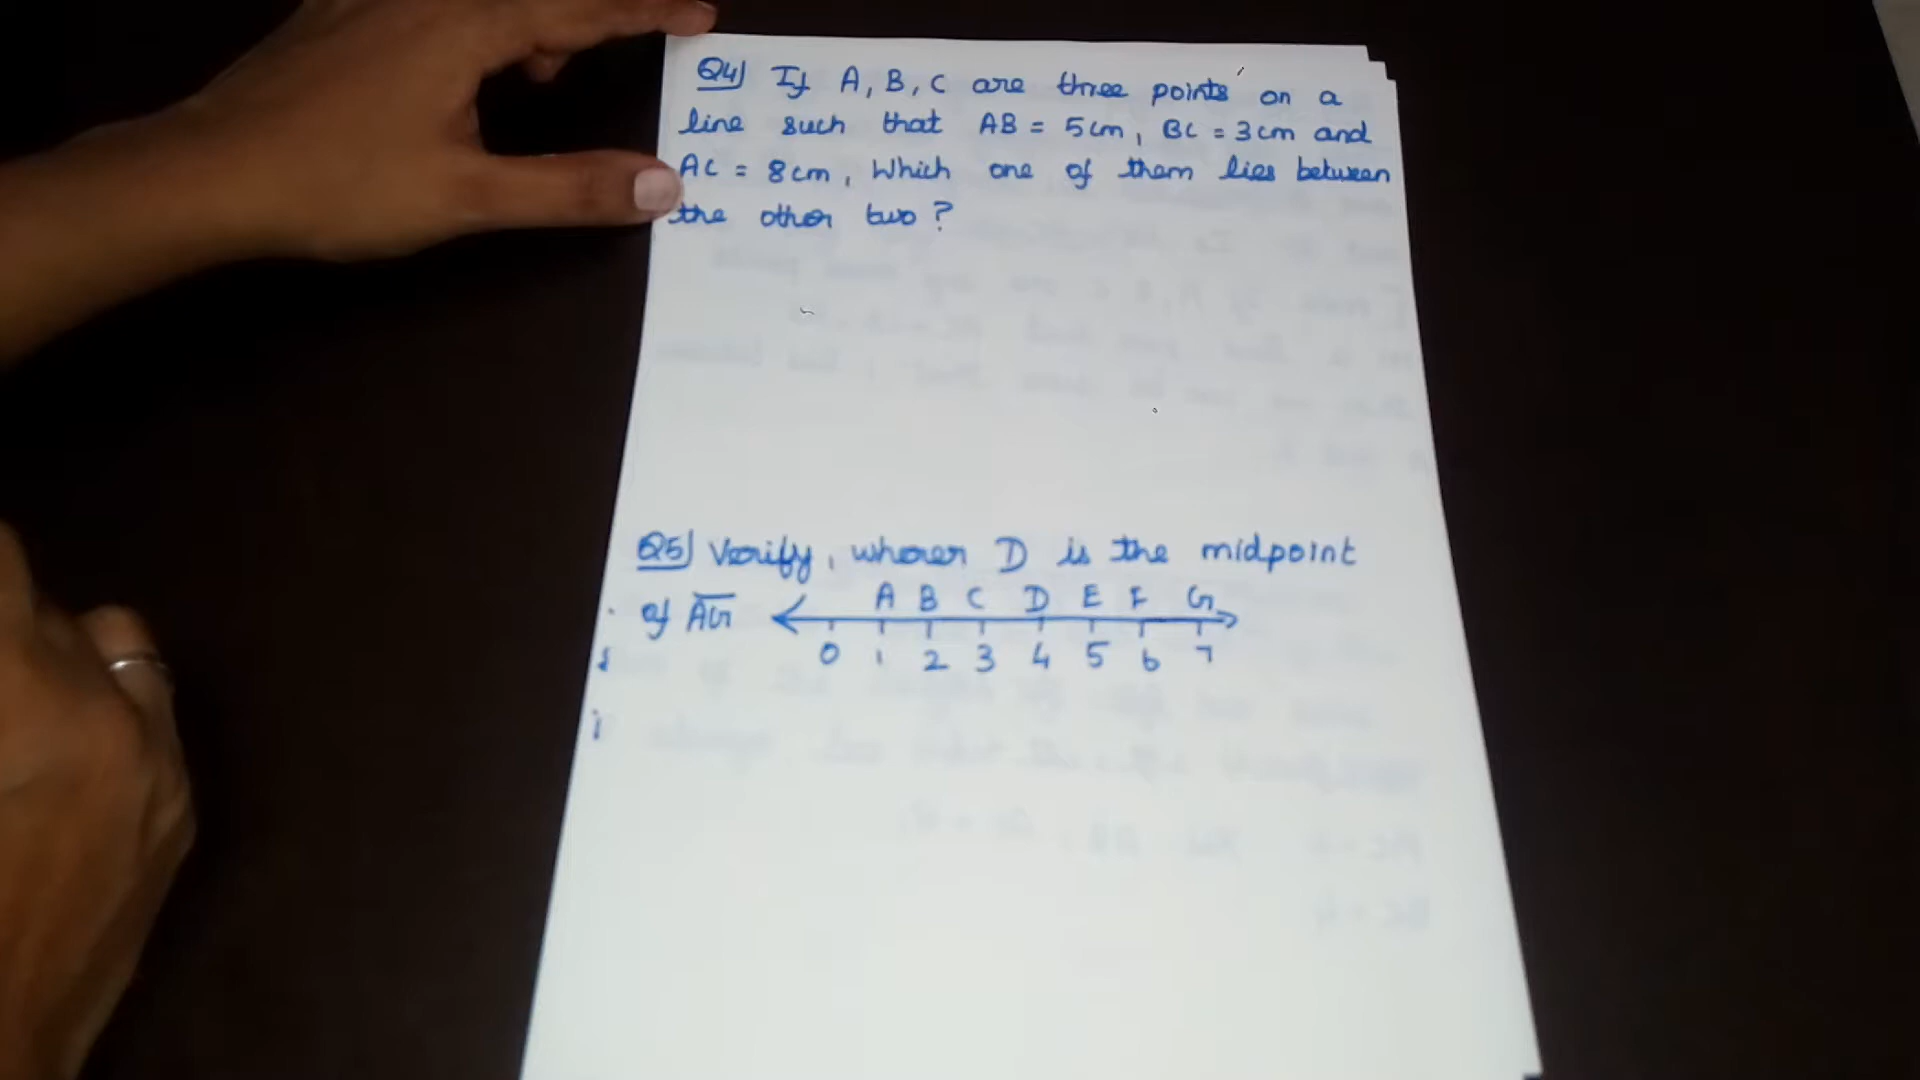 Q4) If A, B, C are three points on a
line such that AB = 5cm, BC = 3cm and
AC = 8cm, Which one of them lies between
the other two?
Q5) Verify, wherer D is the midpoint
A B C D E F G
of AG
0 1 2 3 4 5 6 7